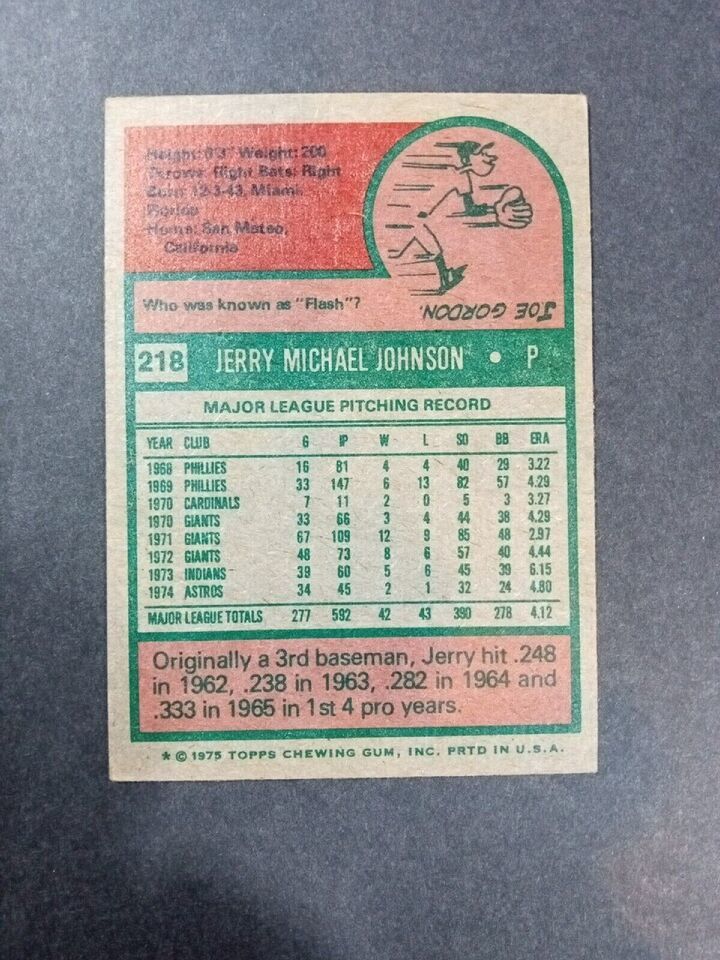 Height: 6'3" Weight: 200
Throws: Right Bats: Right
Born: 12-3-43, Miami,
Florida
Home: San Mateo,
California
Who was known as "Flash"?
JOE GORDON.
218 JERRY MICHAEL JOHNSON • P
MAJOR LEAGUE PITCHING RECORD
YEAR CLUB G IP W L SO BB ERA
1968 PHILLIES 16 81 4 4 40 29 3.22
1969 PHILLIES 33 147 6 13 82 57 4.29
1970 CARDINALS 7 11 2 0 5 3 3.27
1970 GIANTS 33 66 3 4 44 38 4.29
1971 GIANTS 67 109 12 9 85 48 2.97
1972 GIANTS 48 73 8 6 57 40 4.44
1973 INDIANS 39 60 5 6 45 39 6.15
1974 ASTROS 34 45 2 1 32 24 4.80
MAJOR LEAGUE TOTALS 277 592 42 43 390 278 4.12
Originally a 3rd baseman, Jerry hit .248
in 1962, .238 in 1963, .282 in 1964 and
.333 in 1965 in 1st 4 pro years.
* © 1975 TOPPS CHEWING GUM, INC. PRTD IN U.S.A.